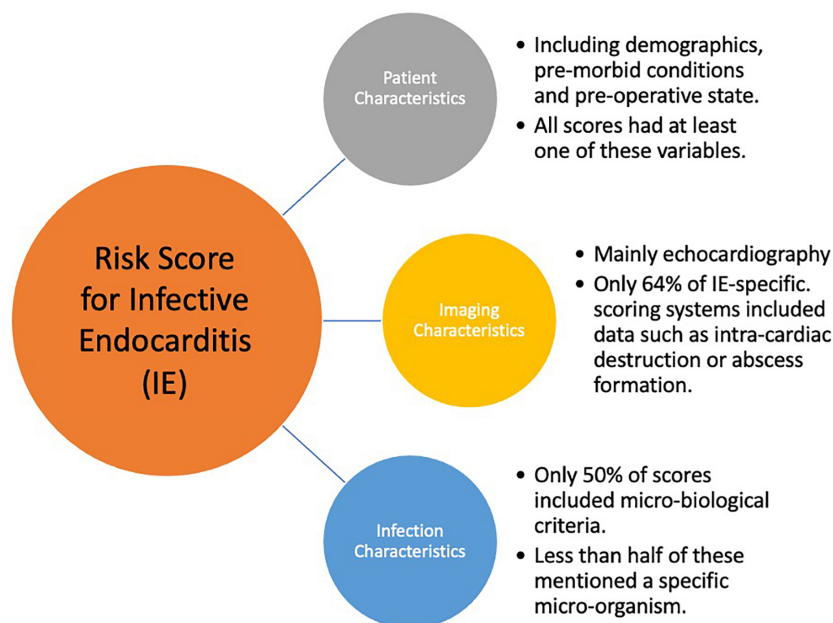 Risk Score
for Infective
Endocarditis
(IE)
Patient
Characteristics
• Including demographics,
pre-morbid conditions
and pre-operative state.
• All scores had at least
one of these variables.
Imaging
Characteristics
• Mainly echocardiography
• Only 64% of IE-specific.
scoring systems included
data such as intra-cardiac
destruction or abscess
formation.
Infection
Characteristics
• Only 50% of scores
included micro-biological
criteria.
• Less than half of these
mentioned a specific
micro-organism.